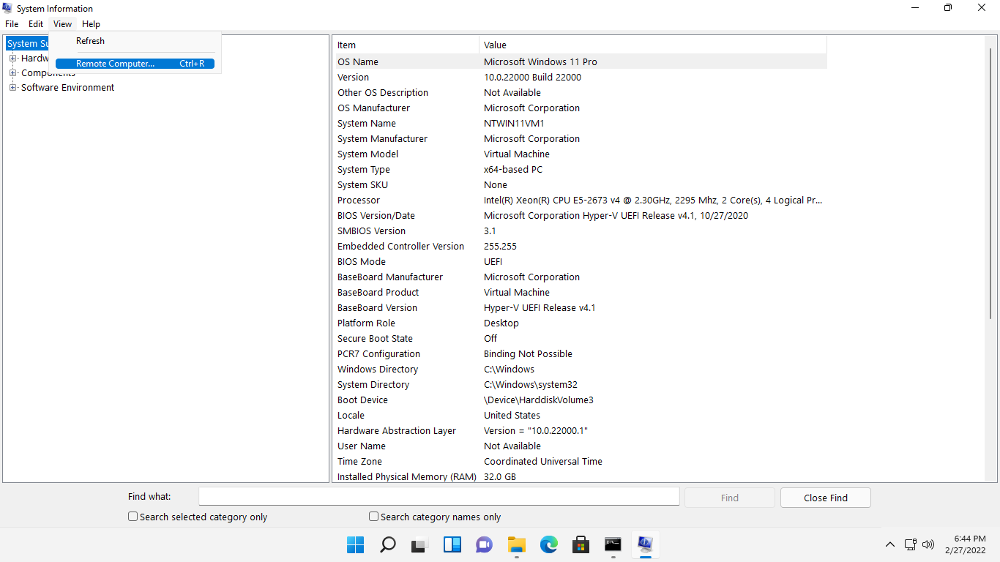 System Information
File Edit View Help
Refresh
Remote Computer... Ctrl+R
System Su
Hardw
Components
Software Environment
Item Value
OS Name Microsoft Windows 11 Pro
Version 10.0.22000 Build 22000
Other OS Description Not Available
OS Manufacturer Microsoft Corporation
System Name NTWIN11VM1
System Manufacturer Microsoft Corporation
System Model Virtual Machine
System Type x64-based PC
System SKU None
Processor Intel(R) Xeon(R) CPU E5-2673 v4 @ 2.30GHz, 2295 Mhz, 2 Core(s), 4 Logical Pr...
BIOS Version/Date Microsoft Corporation Hyper-V UEFI Release v4.1, 10/27/2020
SMBIOS Version 3.1
Embedded Controller Version 255.255
BIOS Mode UEFI
BaseBoard Manufacturer Microsoft Corporation
BaseBoard Product Virtual Machine
BaseBoard Version Hyper-V UEFI Release v4.1
Platform Role Desktop
Secure Boot State Off
PCR7 Configuration Binding Not Possible
Windows Directory C:\Windows
System Directory C:\Windows\system32
Boot Device \Device\HarddiskVolume3
Locale United States
Hardware Abstraction Layer Version = "10.0.22000.1"
User Name Not Available
Time Zone Coordinated Universal Time
Installed Physical Memory (RAM) 32.0 GB
Find what: Find Close Find
Search selected category only Search category names only
6:44 PM
2/27/2022